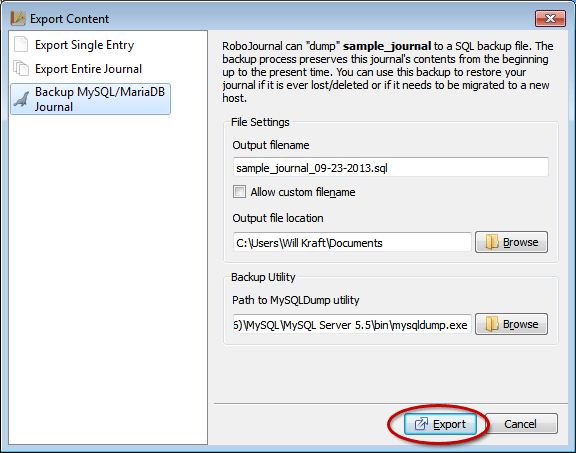 Export Content
Export Single Entry
Export Entire Journal
Backup MySQL/MariaDB
Journal
RoboJournal can "dump" sample_journal to a SQL backup file. The
backup process preserves this journal's contents from the beginning
up to the present time. You can use this backup to restore your
journal if it is ever lost/deleted or if it needs to be migrated to a new
host.
File Settings
Output filename
sample_journal_09-23-2013.sql
Allow custom filename
Output file location
C:\Users\Will Kraft\Documents
Browse
Backup Utility
Path to MySQLDump utility
6)\MySQL\MySQL Server 5.5\bin\mysqldump.exe
Browse
Export
Cancel